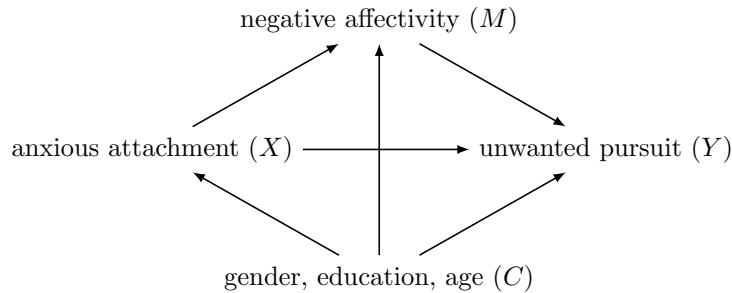 negative affectivity (M)
anxious attachment (X)
unwanted pursuit (Y)
gender, education, age (C)